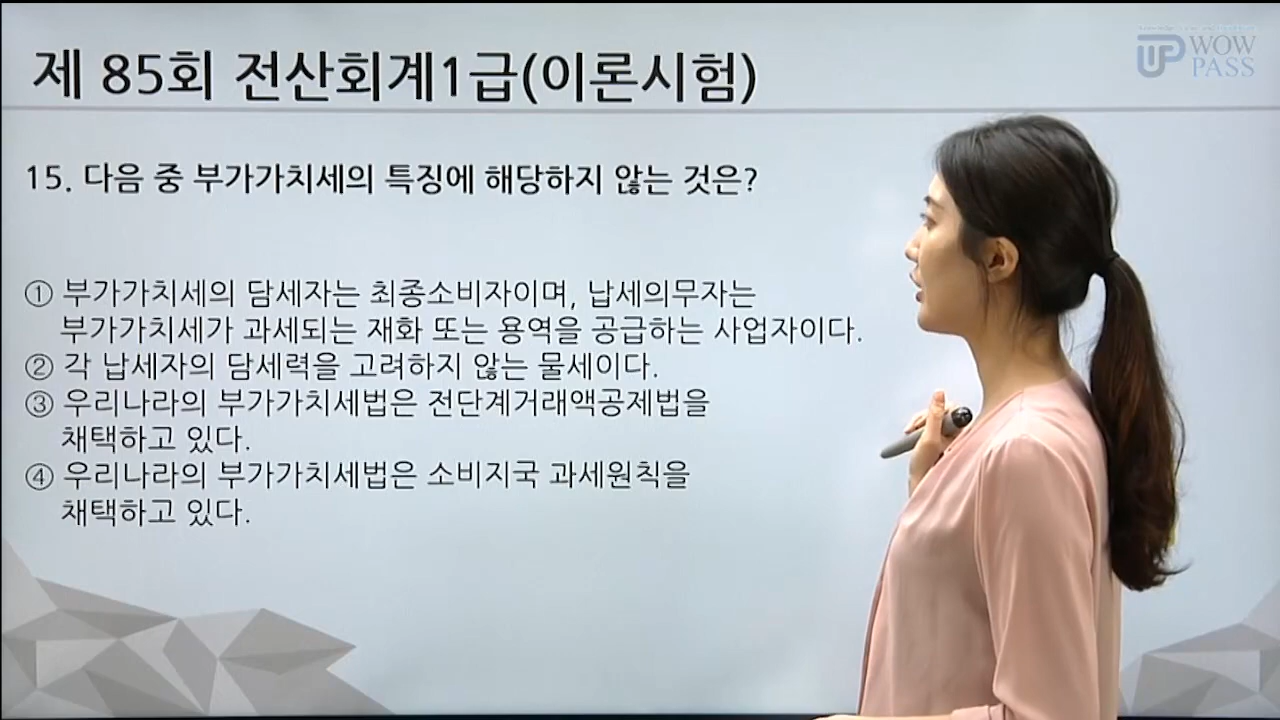 WOW
PASS
제 85회 전산회계1급(이론시험)
15. 다음 중 부가가치세의 특징에 해당하지 않는 것은?
① 부가가치세의 담세자는 최종소비자이며, 납세의무자는
부가가치세가 과세되는 재화 또는 용역을 공급하는 사업자이다.
② 각 납세자의 담세력을 고려하지 않는 물세이다.
③ 우리나라의 부가가치세법은 전단계거래액공제법을
채택하고 있다.
④ 우리나라의 부가가치세법은 소비지국 과세원칙을
채택하고 있다.